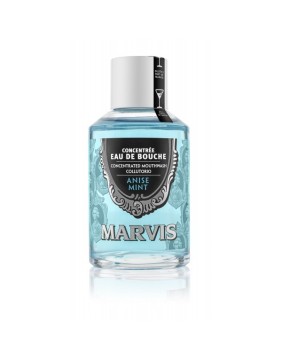 CONCENTRÉE
EAU DE BOUCHE
CONCENTRATED MOUTHWASH
COLLUTORIO
ANISE
MINT
MARVIS